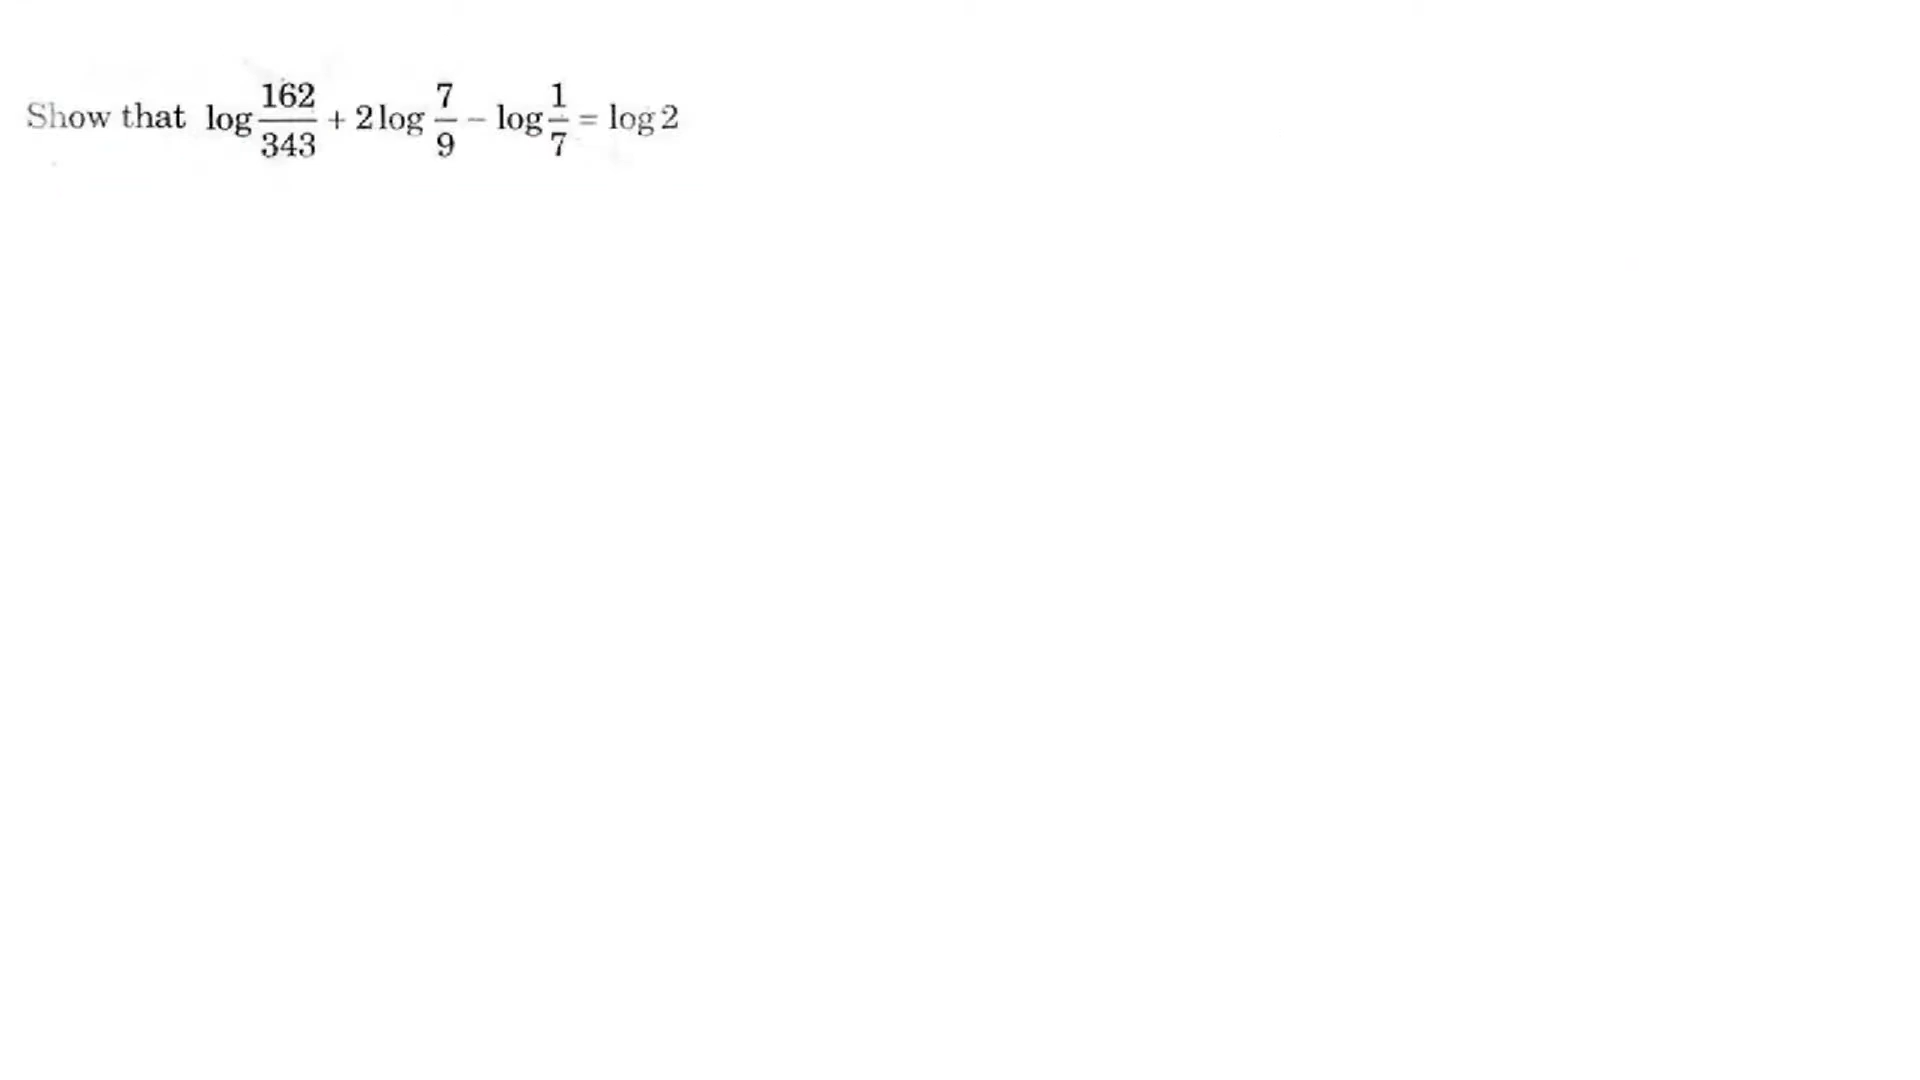 Show that log 162/343 + 2 log 7/9 − log 1/7 = log 2